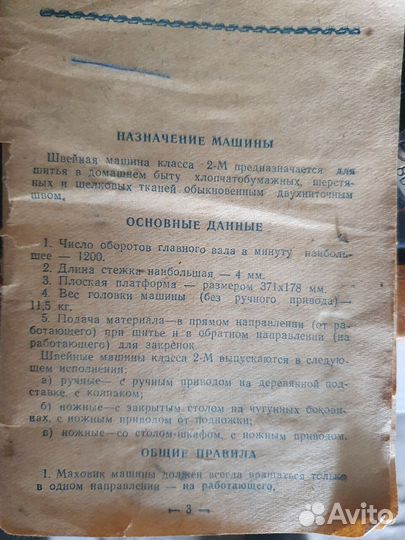 НАЗНАЧЕНИЕ МАШИНЫ
Швейная машина класса 2-М предназначается для
шитья в домашнем быту хлопчатобумажных, шерстя-
ных и шелковых тканей обыкновенным двухниточным
швом.
ОСНОВНЫЕ ДАННЫЕ
1. Число оборотов главного вала в минуту наиболь-
шее — 1200.
2. Длина стежка наибольшая — 4 мм.
3. Плоская платформа — размером 371х178 мм.
4. Вес головки машины (без ручного привода) —
11,5 кг.
5. Подача материала — в прямом направлении (от ра-
ботающего) при шитье и в обратном направлении (на
работающего) для закрепок.
Швейные машины класса 2-М выпускаются в следую-
щем исполнении:
а) ручные — с ручным приводом на деревянной под-
ставке, с колпаком;
б) ножные — с закрытым столом на чугунных бокови-
нах, с ножным приводом от подножки;
в) ножные — со столом-шкафом, с ножным приводом.
ОБЩИЕ ПРАВИЛА
1. Маховик машины должен всегда вращаться только
в одном направлении — на работающего.
— 3 —
Avito